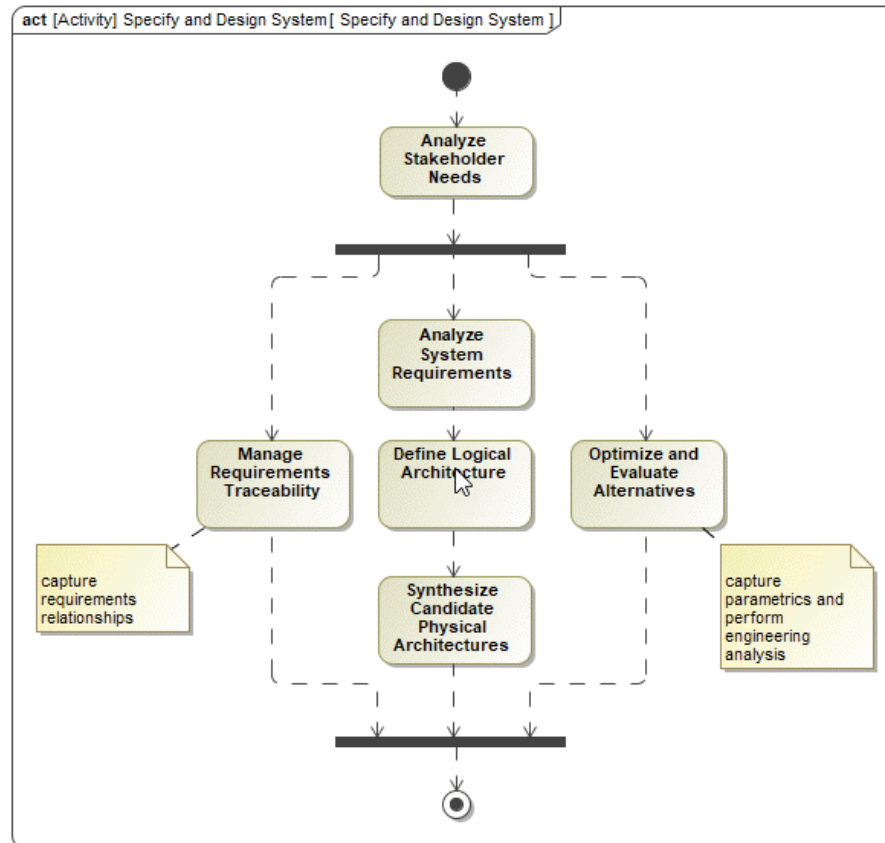 act [Activity] Specify and Design System[ Specify and Design System ]
Analyze
Stakeholder
Needs
Analyze
System
Requirements
Manage
Requirements
Traceability
Define Logical
Architecture
Optimize and
Evaluate
Alternatives
capture
requirements
relationships
Synthesize
Candidate
Physical
Architectures
capture
parametrics and
perform
engineering
analysis